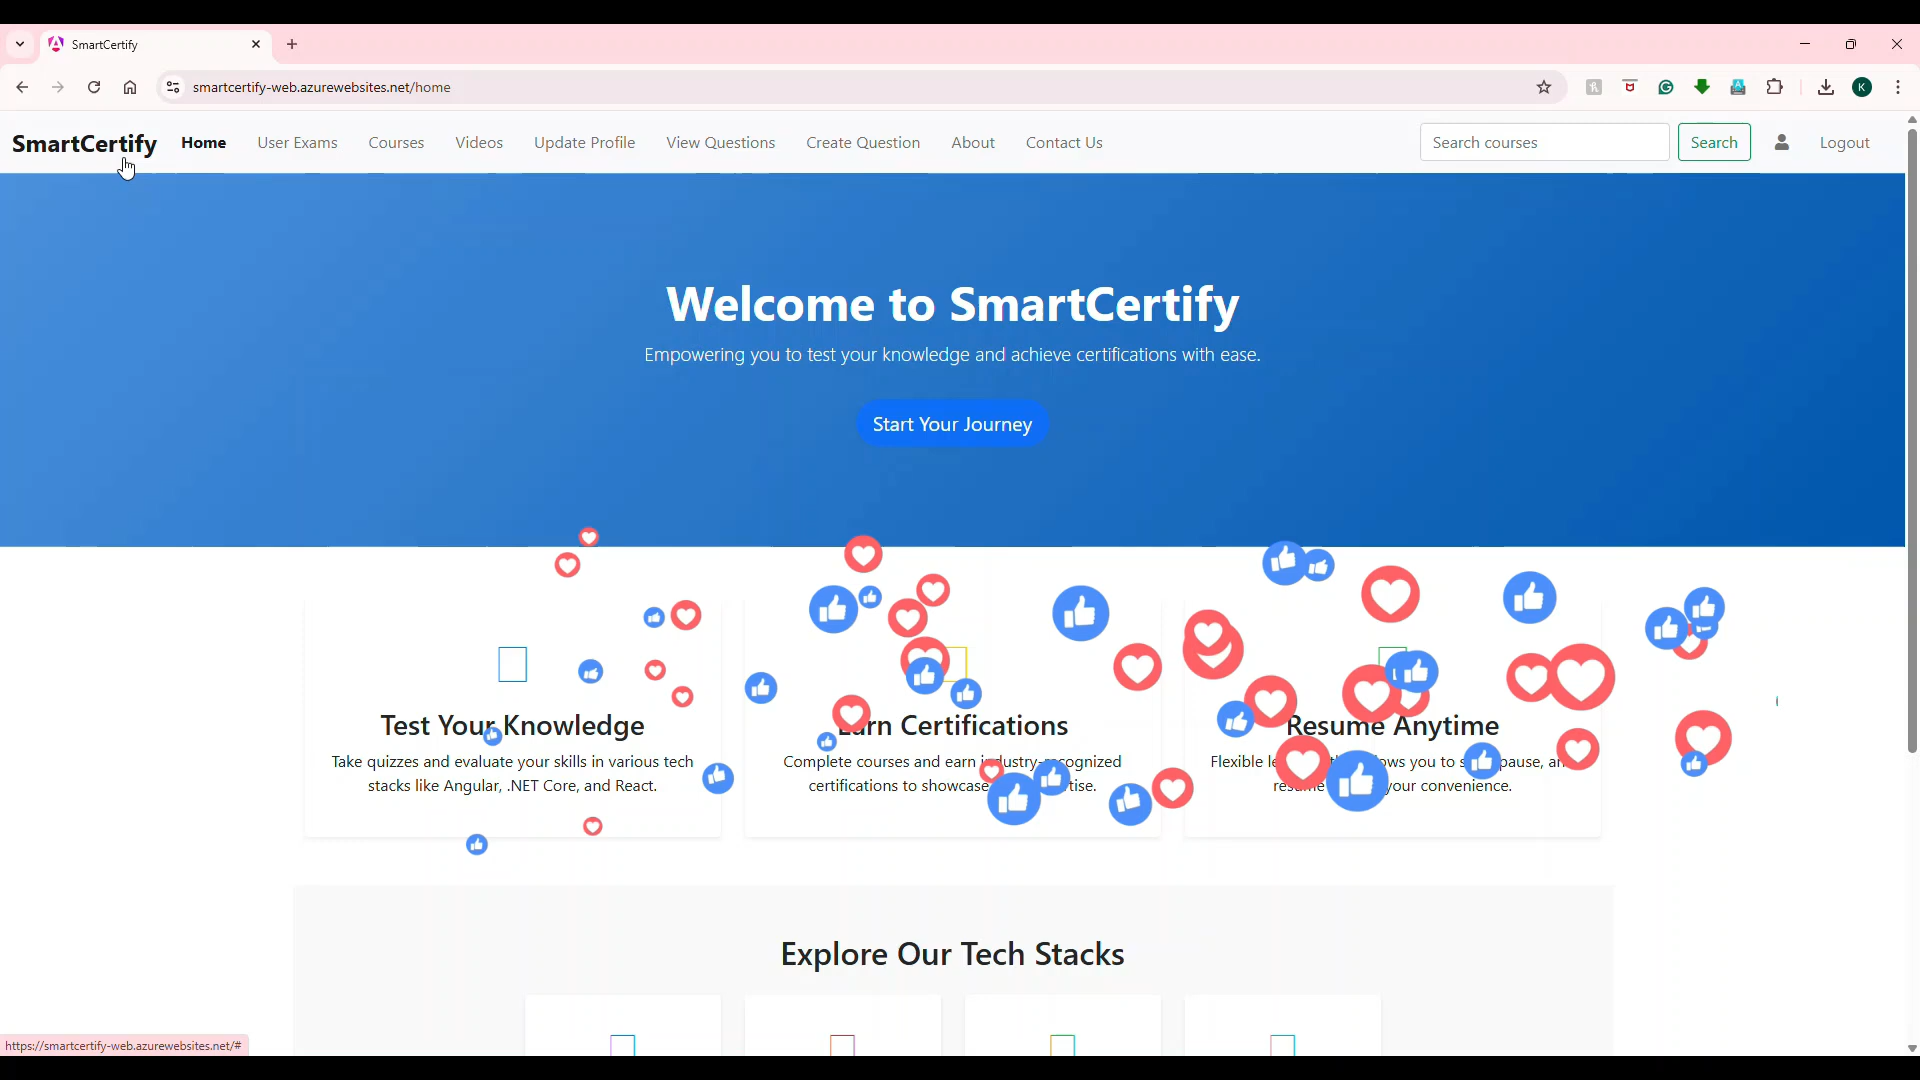 SmartCertify
smartcertify-web.azurewebsites.net/home
K
SmartCertify Home User Exams Courses Videos Update Profile View Questions Create Question About Contact Us Search courses Search Logout
Welcome to SmartCertify
Empowering you to test your knowledge and achieve certifications with ease.
Start Your Journey
Test Your Knowledge
Take quizzes and evaluate your skills in various tech
stacks like Angular, .NET Core, and React.
Certifications
Complete courses and earn
certifications to showcase
Resume Anytime
Flexible you to
your convenience.
Explore Our Tech Stacks
https://smartcertify-web.azurewebsites.net/#